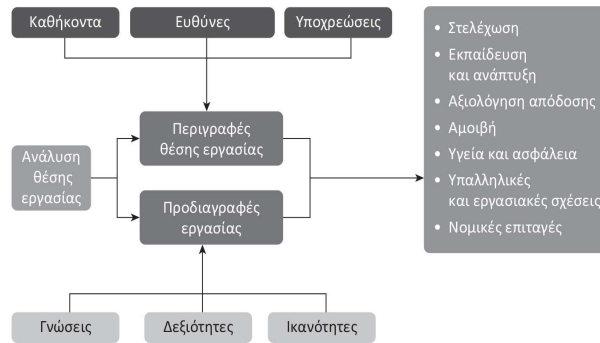 Καθήκοντα
Ευθύνες
Υποχρεώσεις
Περιγραφές
θέσης εργασίας
Ανάλυση
θέσης
εργασίας
Προδιαγραφές
εργασίας
Γνώσεις
Δεξιότητες
Ικανότητες
• Στελέχωση
• Εκπαίδευση
και ανάπτυξη
• Αξιολόγηση απόδοσης
• Αμοιβή
• Υγεία και ασφάλεια
• Υπαλληλικές
και εργασιακές σχέσεις
• Νομικές επιταγές